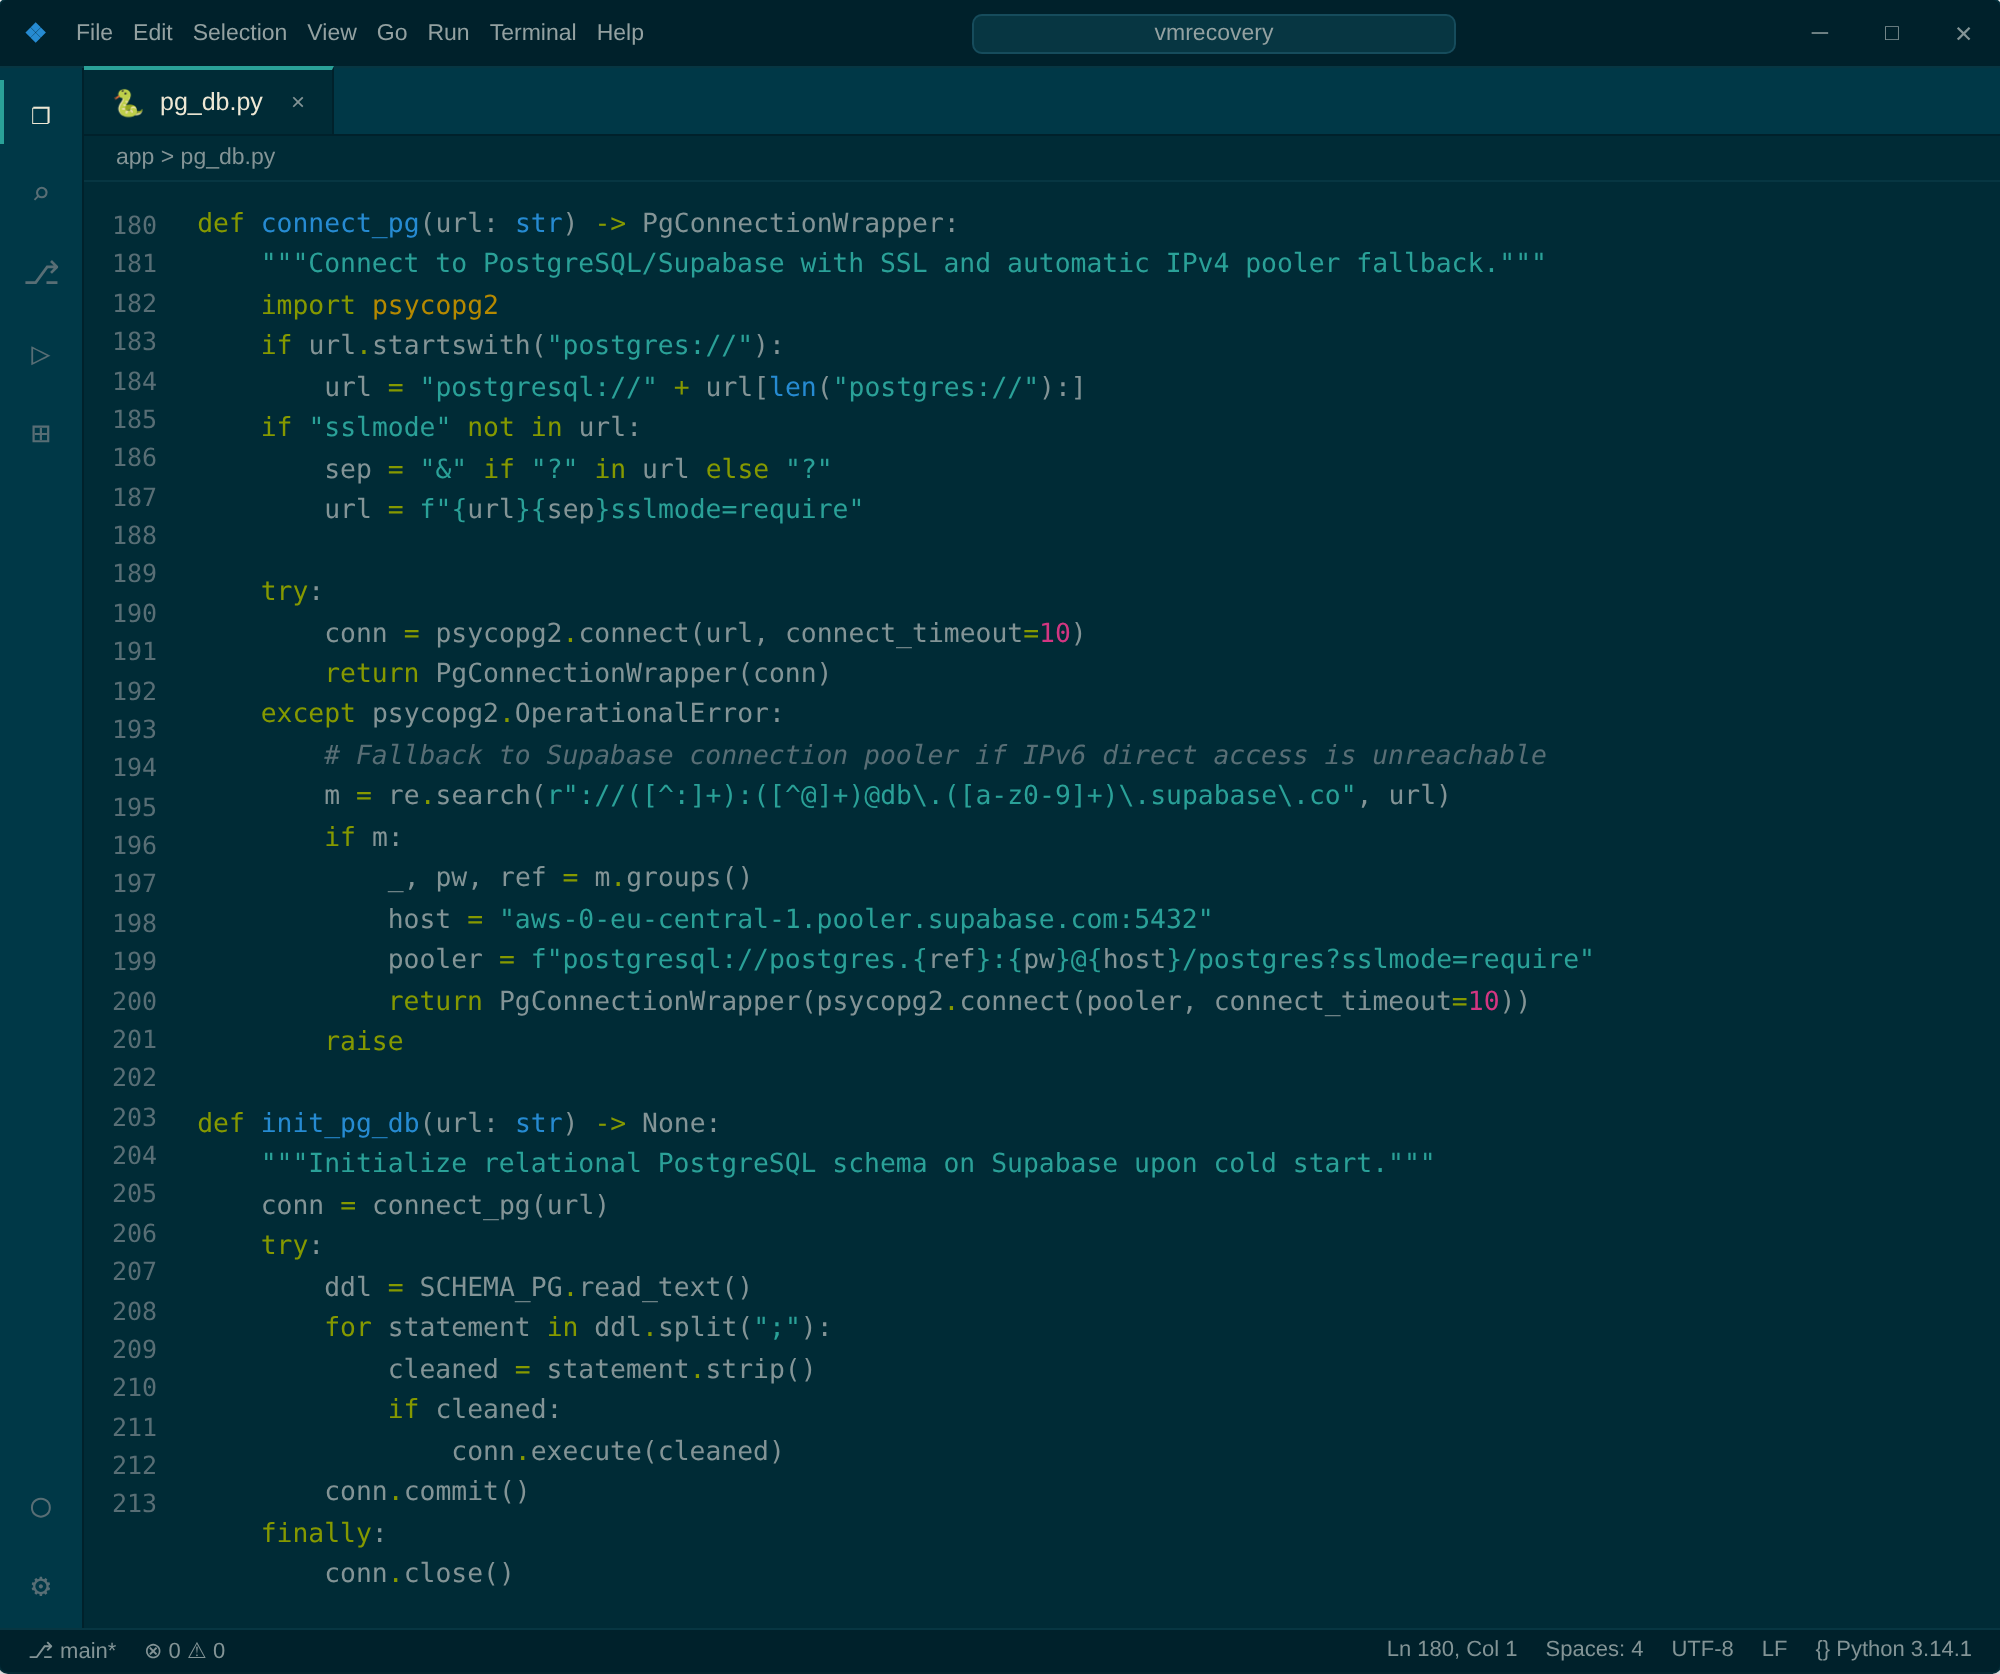 File Edit Selection View Go Run Terminal Help
vmrecovery
pg_db.py
app > pg_db.py
180 def connect_pg(url: str) -> PgConnectionWrapper:
181     """Connect to PostgreSQL/Supabase with SSL and automatic IPv4 pooler fallback."""
182     import psycopg2
183     if url.startswith("postgres://"):
184         url = "postgresql://" + url[len("postgres://"):]
185     if "sslmode" not in url:
186         sep = "&" if "?" in url else "?"
187         url = f"{url}{sep}sslmode=require"
188
189     try:
190         conn = psycopg2.connect(url, connect_timeout=10)
191         return PgConnectionWrapper(conn)
192     except psycopg2.OperationalError:
193         # Fallback to Supabase connection pooler if IPv6 direct access is unreachable
194         m = re.search(r"://([^:]+):([^@]+)@db\.([a-z0-9]+)\.supabase\.co", url)
195         if m:
196             _, pw, ref = m.groups()
197             host = "aws-0-eu-central-1.pooler.supabase.com:5432"
198             pooler = f"postgresql://postgres.{ref}:{pw}@{host}/postgres?sslmode=require"
199             return PgConnectionWrapper(psycopg2.connect(pooler, connect_timeout=10))
200         raise
201
202 def init_pg_db(url: str) -> None:
203     """Initialize relational PostgreSQL schema on Supabase upon cold start."""
204     conn = connect_pg(url)
205     try:
206         ddl = SCHEMA_PG.read_text()
207         for statement in ddl.split(";"):
208             cleaned = statement.strip()
209             if cleaned:
210                 conn.execute(cleaned)
211         conn.commit()
212     finally:
213         conn.close()
main* 0 0 Ln 180, Col 1 Spaces: 4 UTF-8 LF {} Python 3.14.1